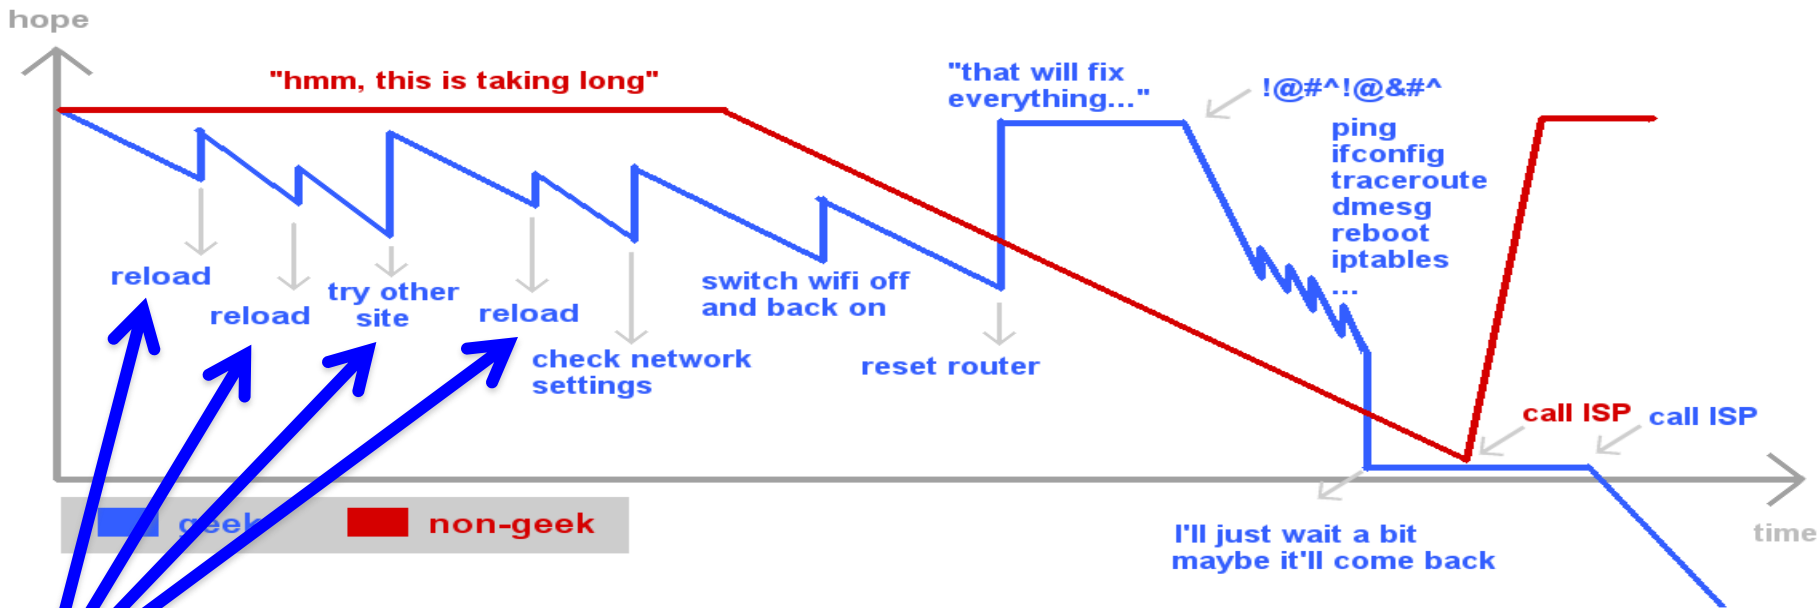 hope
"hmm, this is taking long"
"that will fix
everything..."
!@#^!@&#^
ping
ifconfig
traceroute
dmesg
reboot
iptables
...
reload
reload
try other
site
reload
check network
settings
switch wifi off
and back on
reset router
call ISP
call ISP
geek
non-geek
I'll just wait a bit
maybe it'll come back
time